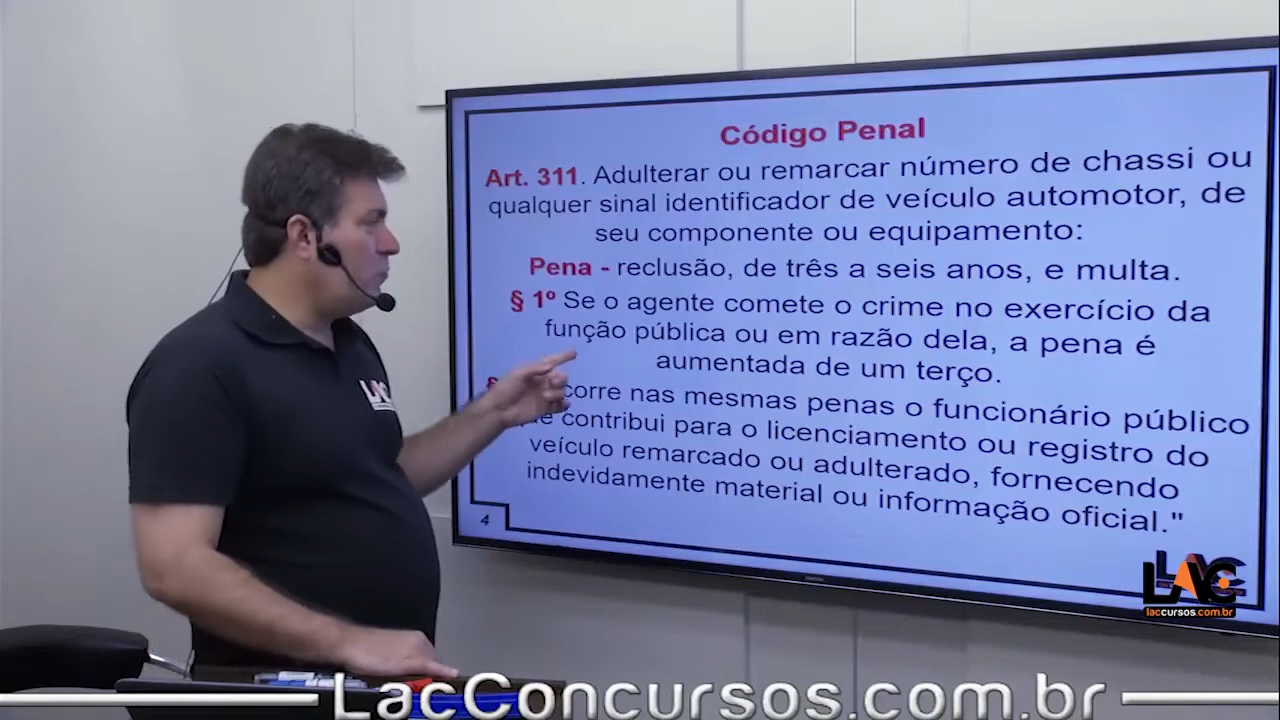 Código Penal
Art. 311. Adulterar ou remarcar número de chassi ou
qualquer sinal identificador de veículo automotor, de
seu componente ou equipamento:
Pena - reclusão, de três a seis anos, e multa.
§ 1º Se o agente comete o crime no exercício da
função pública ou em razão dela, a pena é
aumentada de um terço.
corre nas mesmas penas o funcionário público
contribui para o licenciamento ou registro do
veículo remarcado ou adulterado, fornecendo
indevidamente material ou informação oficial."
4
LAC
LAC
laccursos.com.br
LacConcursos.com.br